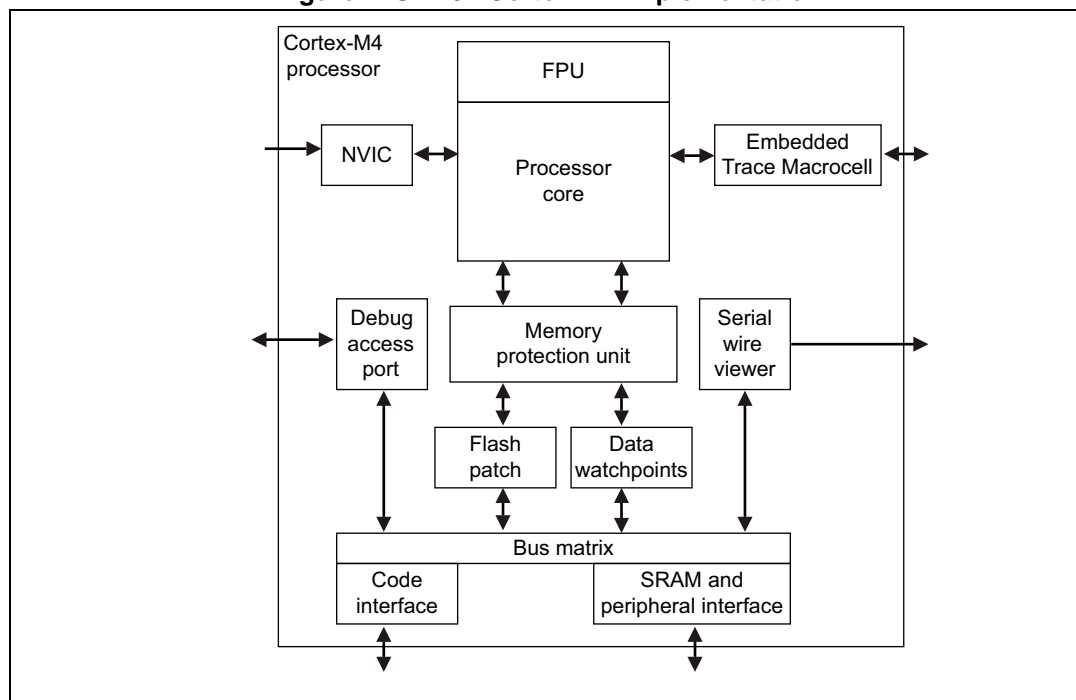 Cortex-M4
processor
FPU
NVIC
Processor
core
Embedded
Trace Macrocell
Debug
access
port
Memory
protection unit
Serial
wire
viewer
Flash
patch
Data
watchpoints
Bus matrix
Code
interface
SRAM and
peripheral interface